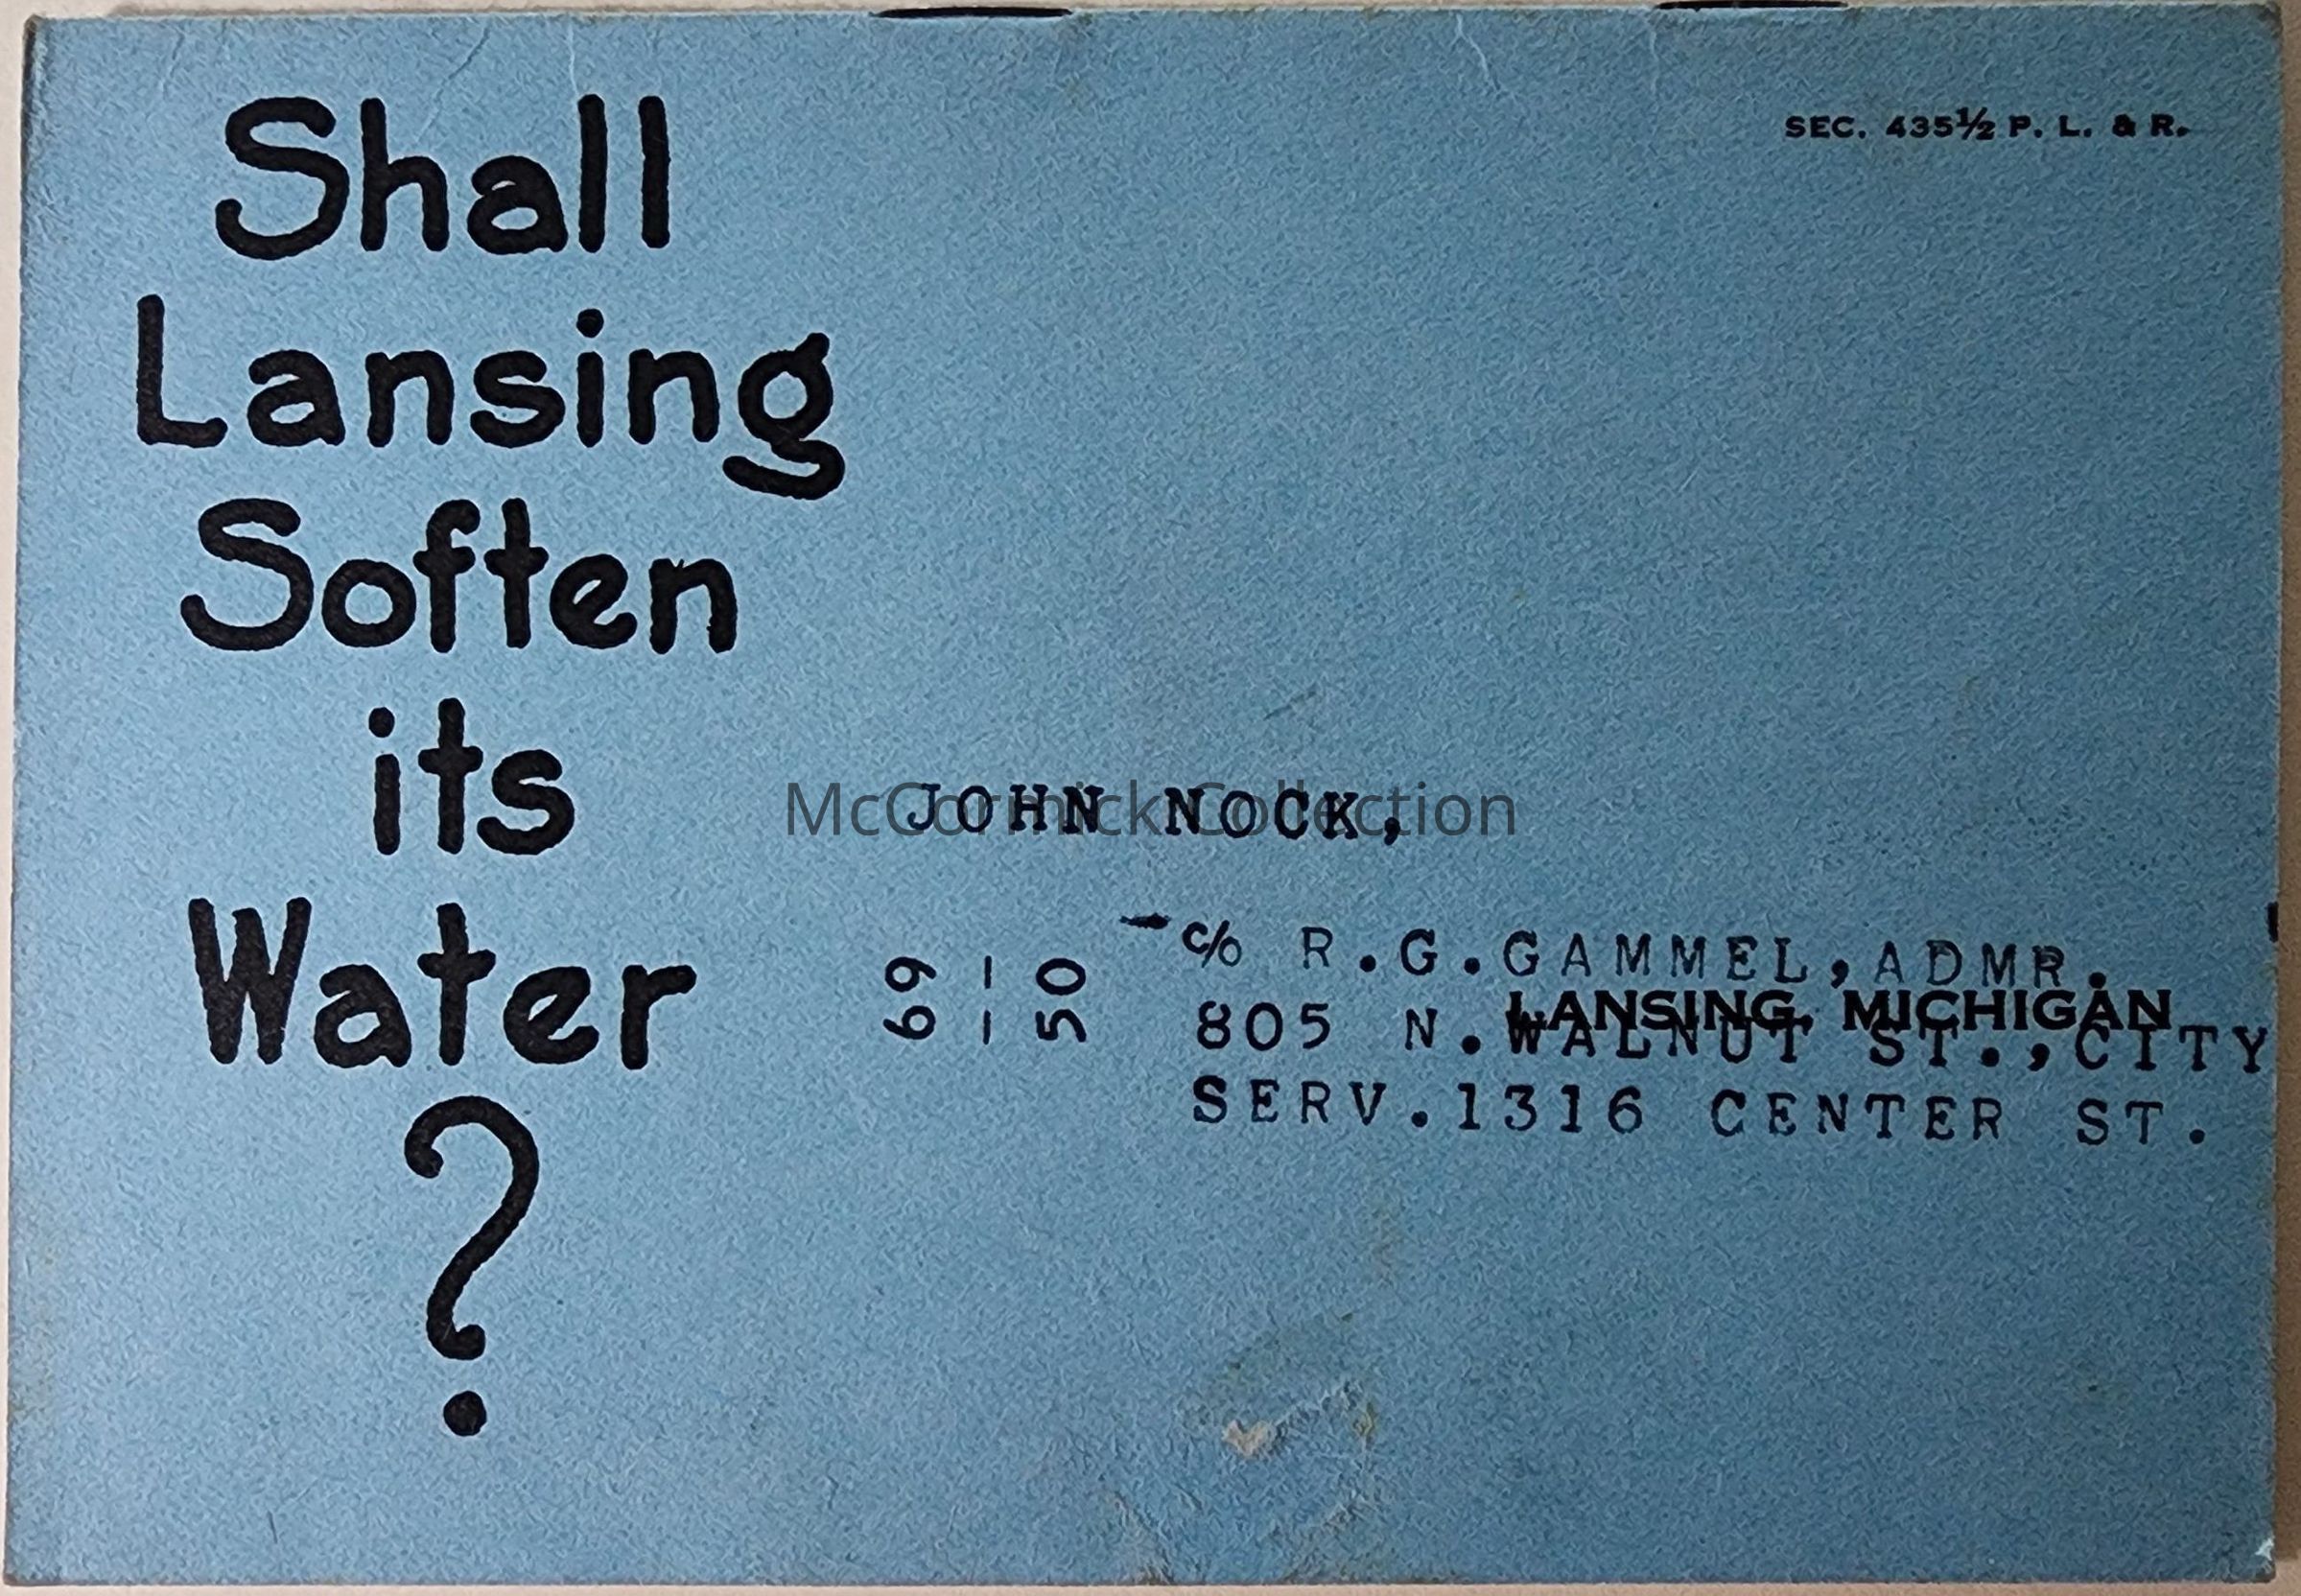 Shall
Lansing
Soften
its
Water
?
SEC. 435½ P. L. & R.
McCormick Collection
JOHN NOCK,
69 -- 50
c/o R.G.GAMMEL,ADMR.
LANSING, MICHIGAN
805 N.WALNUT ST.,CITY
SERV.1316 CENTER ST.